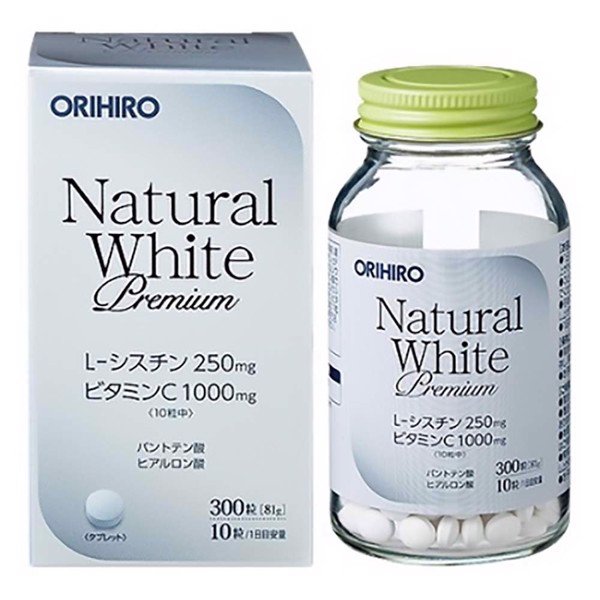 Natural
White
ORIHIRO
Natural
White
Premium
L-シスチン 250mg
ビタミンC 1000mg
〈10粒中〉
パントテン酸
ヒアルロン酸
〈タブレット〉
300粒[81g]
10粒/1日目安量
ORIHIRO
Natural
White
Premium
L-シスチン 250mg
ビタミンC 1000mg
〈10粒中〉
パントテン酸
ヒアルロン酸
300粒[81g]
10粒/1日目安量